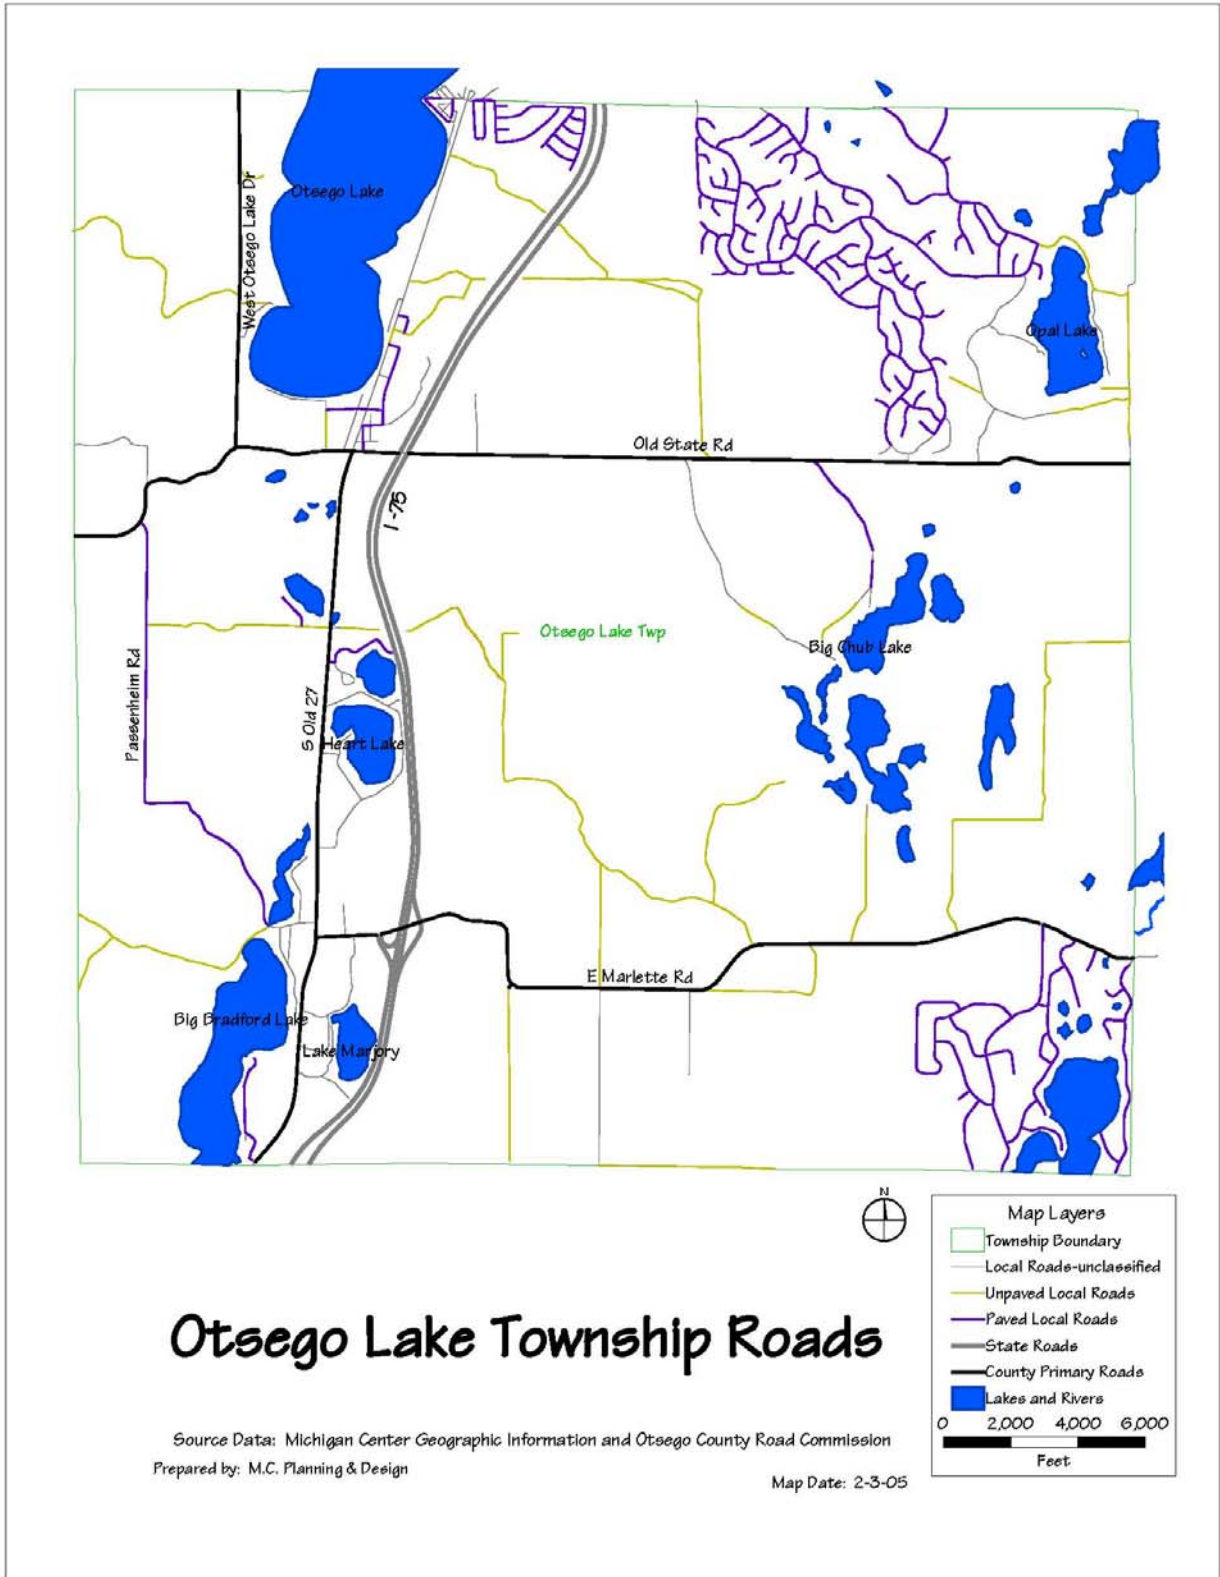 Otsego Lake
West Otsego Lake Dr
Opal Lake
Old State Rd
I-75
Otsego Lake Twp
Big Chub Lake
Passenheim Rd
S Old 27
Heart Lake
E Marlette Rd
Big Bradford Lake
Lake Marjory
N
Map Layers
Township Boundary
Local Roads-unclassified
Unpaved Local Roads
Paved Local Roads
State Roads
County Primary Roads
Lakes and Rivers
0 2,000 4,000 6,000
Feet
Otsego Lake Township Roads
Source Data: Michigan Center Geographic Information and Otsego County Road Commission
Prepared by: M.C. Planning & Design
Map Date: 2-3-05